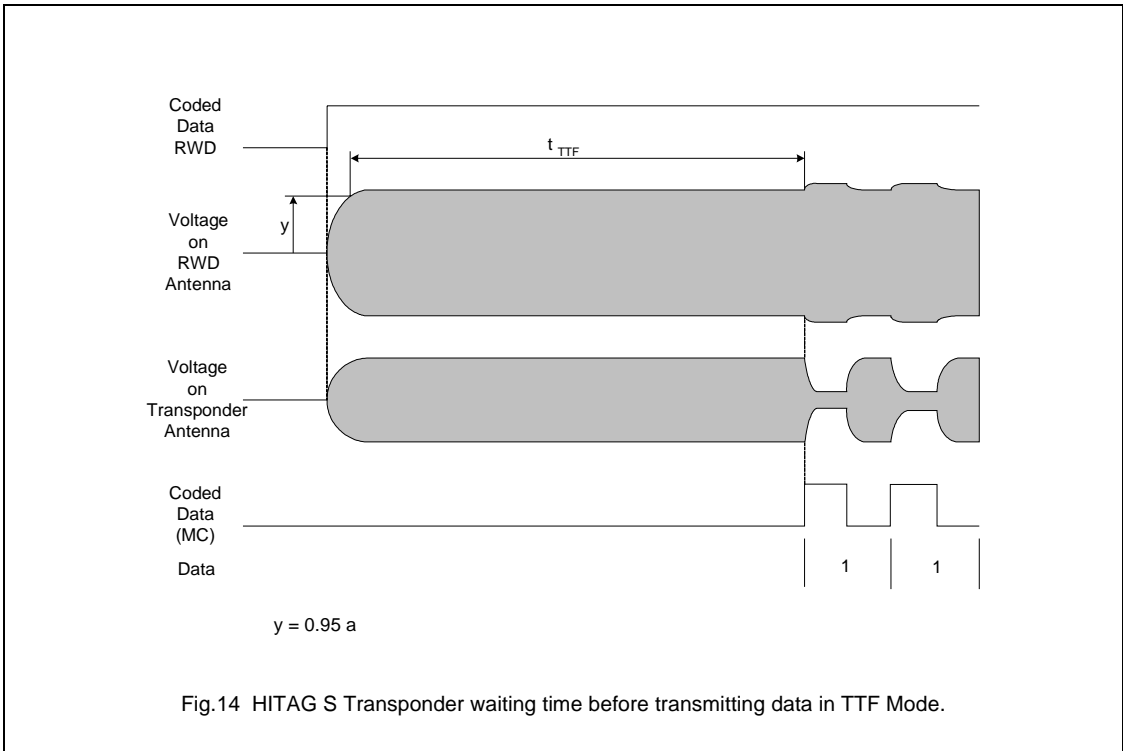 Coded
Data
RWD
t TTF
y
Voltage
on
RWD
Antenna
Voltage
on
Transponder
Antenna
Coded
Data
(MC)
Data
1
1
y = 0.95 a
Fig.14 HITAG S Transponder waiting time before transmitting data in TTF Mode.